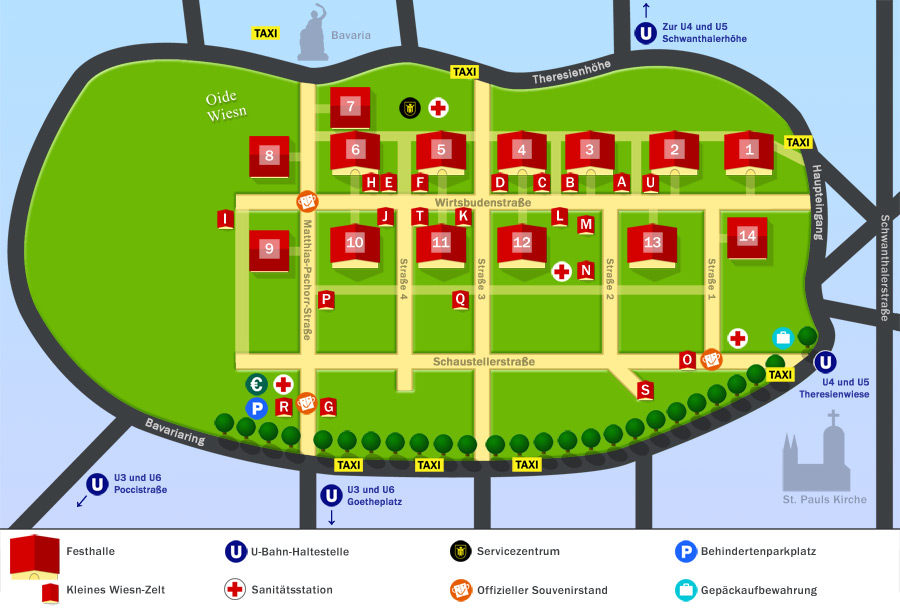 Zur U4 und U5
Schwanthalerhöhe
U
TAXI
Bavaria
TAXI
Theresienhöhe
Oide
Wiesn
7
TAXI
8
6
5
4
3
2
1
H
E
F
D
C
B
A
U
Haupteingang
Wirtsbudenstraße
I
J
T
K
L
M
Schwanthalerstraße
9
10
11
12
13
14
Matthias-Pschorr-Straße
Straße 4
Straße 3
Straße 2
Straße 1
N
P
Q
Schaustellerstraße
O
S
€
P
R
G
TAXI
U
U4 und U5
Theresienwiese
Bavariaring
TAXI
TAXI
TAXI
U
U3 und U6
Poccistraße
U
U3 und U6
Goetheplatz
St. Pauls Kirche
Festhalle
U
U-Bahn-Haltestelle
Servicezentrum
P
Behindertenparkplatz
Kleines Wiesn-Zelt
Sanitätsstation
Offizieller Souvenirstand
Gepäckaufbewahrung